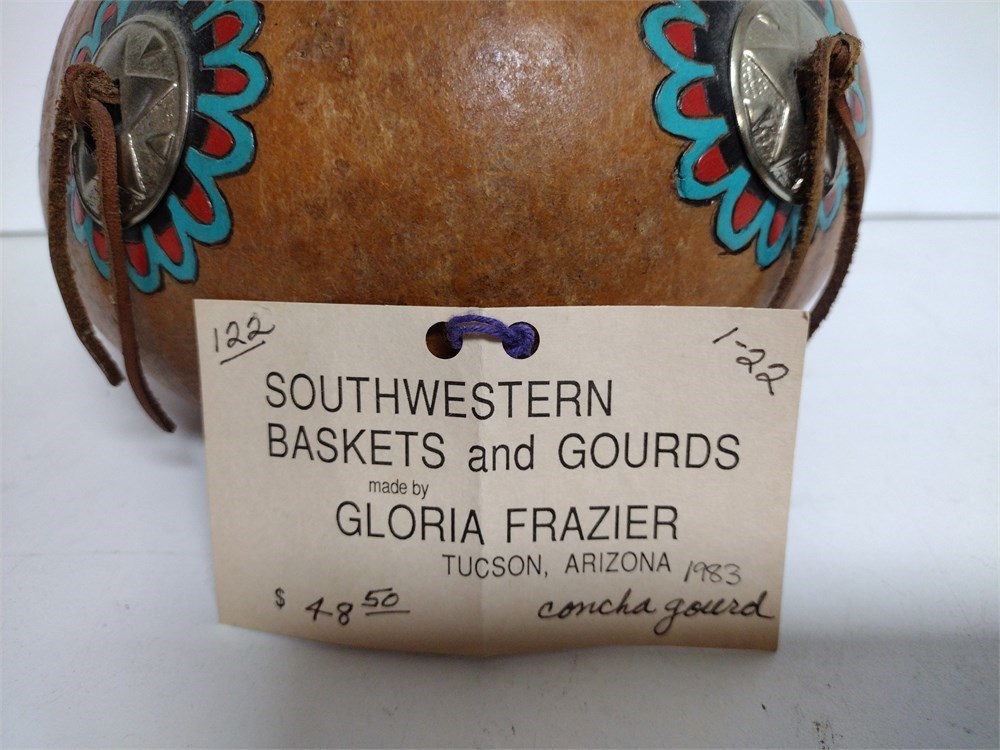 122
1-22
SOUTHWESTERN
BASKETS and GOURDS
made by
GLORIA FRAZIER
TUCSON, ARIZONA 1983
$ 48 50 concha gourd